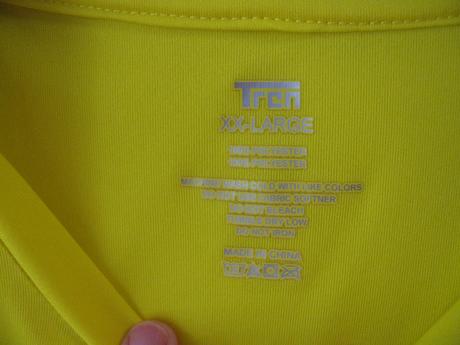 Tren
XX-LARGE
100% POLYESTER
100% POLYESTER
MACHINE WASH COLD WITH LIKE COLORS
DO NOT USE FABRIC SOFTNER
DO NOT BLEACH
TUMBLE DRY LOW
DO NOT IRON
MADE IN CHINA